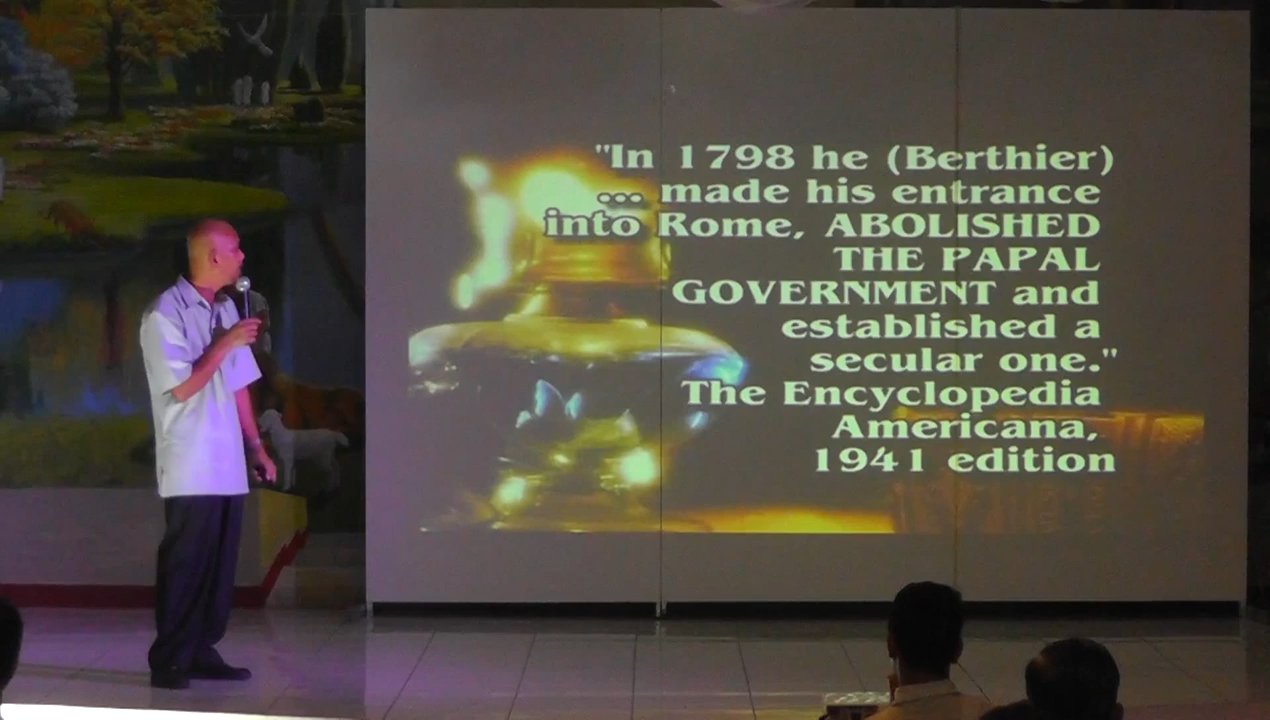 "In 1798 he (Berthier)
... made his entrance
into Rome, ABOLISHED
THE PAPAL
GOVERNMENT and
established a
secular one."
The Encyclopedia
Americana,
1941 edition